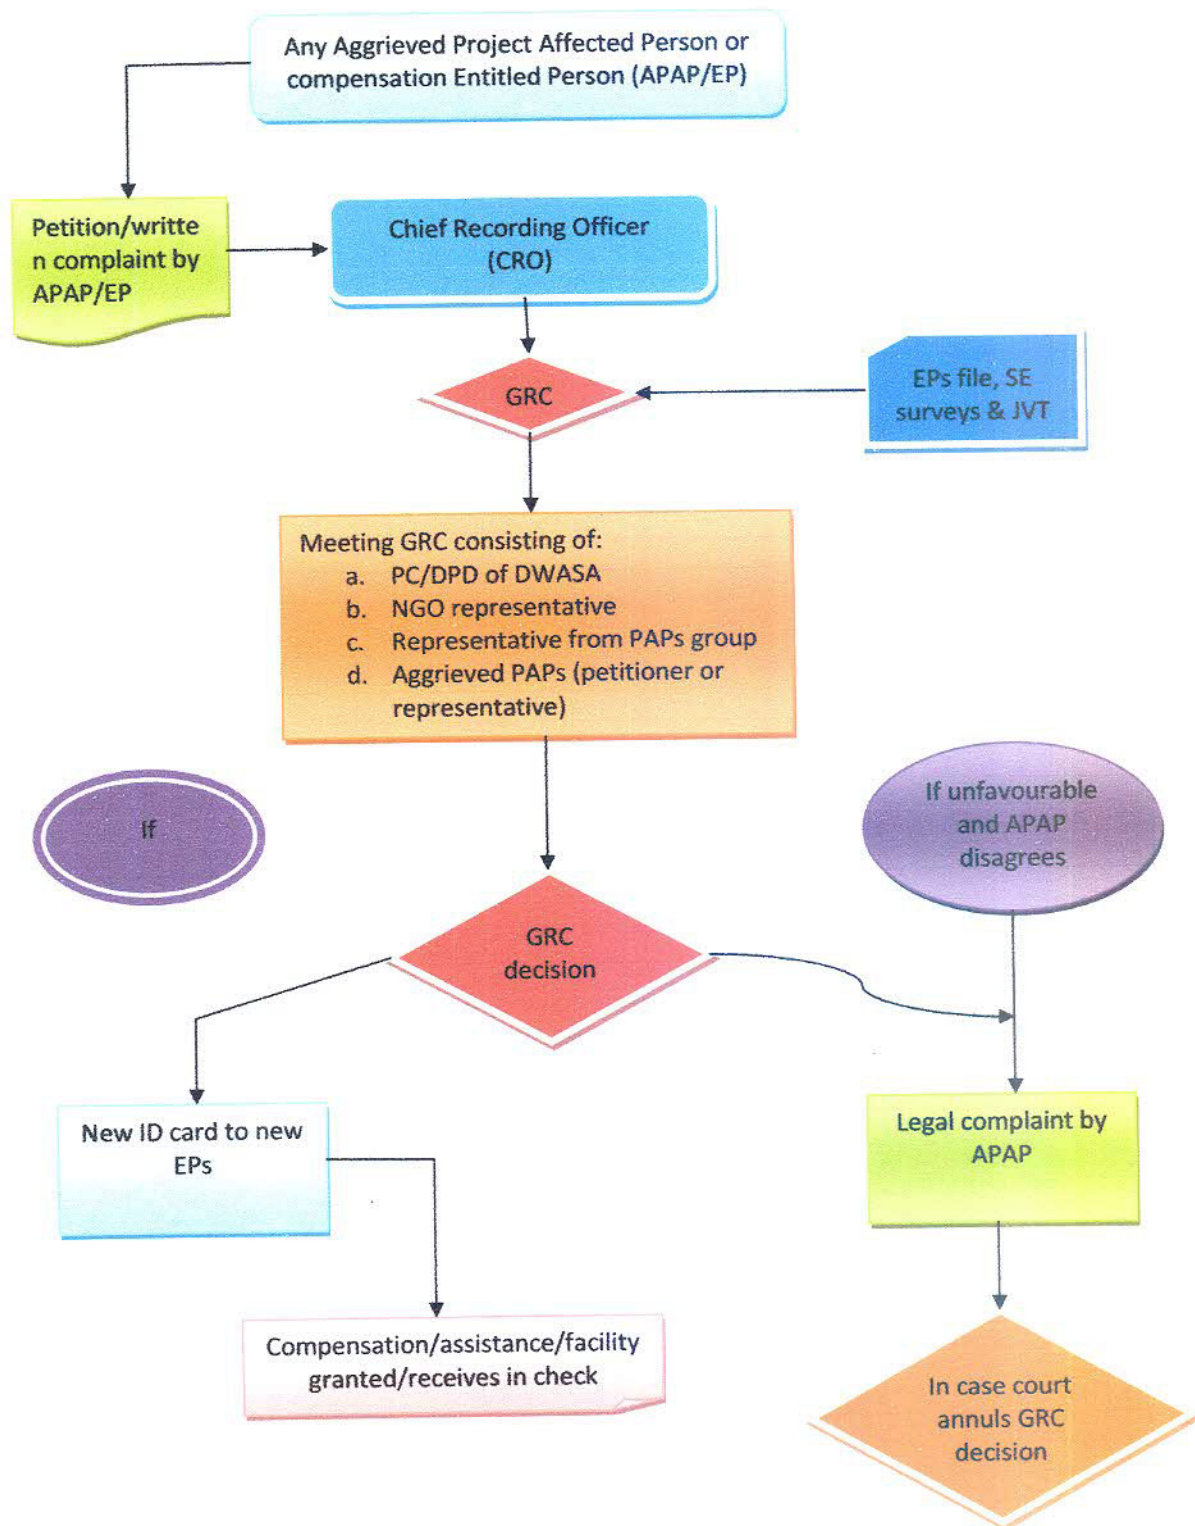 Any Aggrieved Project Affected Person or
compensation Entitled Person (APAP/EP)
Petition/writte
n complaint by
APAP/EP
Chief Recording Officer
(CRO)
GRC
EPs file, SE
surveys & JVT
Meeting GRC consisting of:
a. PC/DPD of DWASA
b. NGO representative
c. Representative from PAPs group
d. Aggrieved PAPs (petitioner or
representative)
If
If unfavourable
and APAP
disagrees
GRC
decision
New ID card to new
EPs
Legal complaint by
APAP
Compensation/assistance/facility
granted/receives in check
In case court
annuls GRC
decision